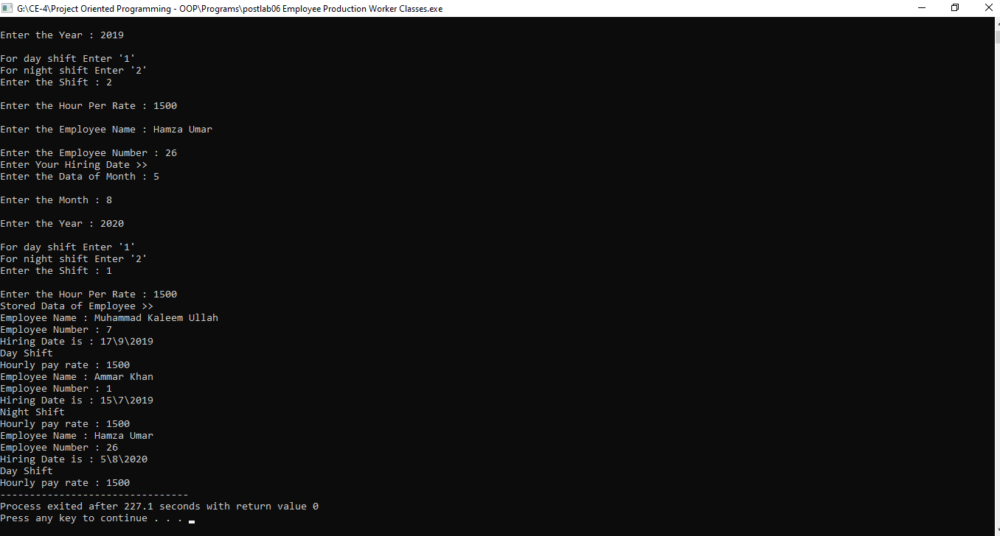 G:\CE-4\Project Oriented Programming - OOP\Programs\postlab06 Employee Production Worker Classes.exe
Enter the Year : 2019
For day shift Enter '1'
For night shift Enter '2'
Enter the Shift : 2
Enter the Hour Per Rate : 1500
Enter the Employee Name : Hamza Umar
Enter the Employee Number : 26
Enter Your Hiring Date >>
Enter the Data of Month : 5
Enter the Month : 8
Enter the Year : 2020
For day shift Enter '1'
For night shift Enter '2'
Enter the Shift : 1
Enter the Hour Per Rate : 1500
Stored Data of Employee >>
Employee Name : Muhammad Kaleem Ullah
Employee Number : 7
Hiring Date is : 17\9\2019
Day Shift
Hourly pay rate : 1500
Employee Name : Ammar Khan
Employee Number : 1
Hiring Date is : 15\7\2019
Night Shift
Hourly pay rate : 1500
Employee Name : Hamza Umar
Employee Number : 26
Hiring Date is : 5\8\2020
Day Shift
Hourly pay rate : 1500
--------------------------------
Process exited after 227.1 seconds with return value 0
Press any key to continue . . .